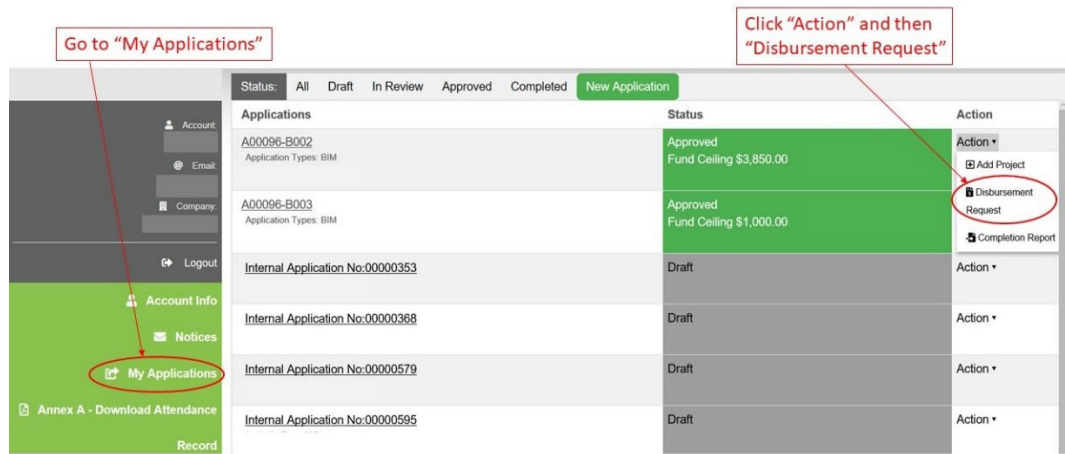 Go to “My Applications”
Click “Action” and then
“Disbursement Request”
Account:
Email:
Company:
Logout
Account Info
Notices
My Applications
Annex A - Download Attendance
Record
Status: All Draft In Review Approved Completed New Application
Applications Status Action
A00096-B002 Approved Action
Application Types: BIM Fund Ceiling $3,850.00
Add Project
Disbursement
Request
Completion Report
A00096-B003 Approved
Application Types: BIM Fund Ceiling $1,000.00
Internal Application No:00000353 Draft Action
Internal Application No:00000368 Draft Action
Internal Application No:00000579 Draft Action
Internal Application No:00000595 Draft Action